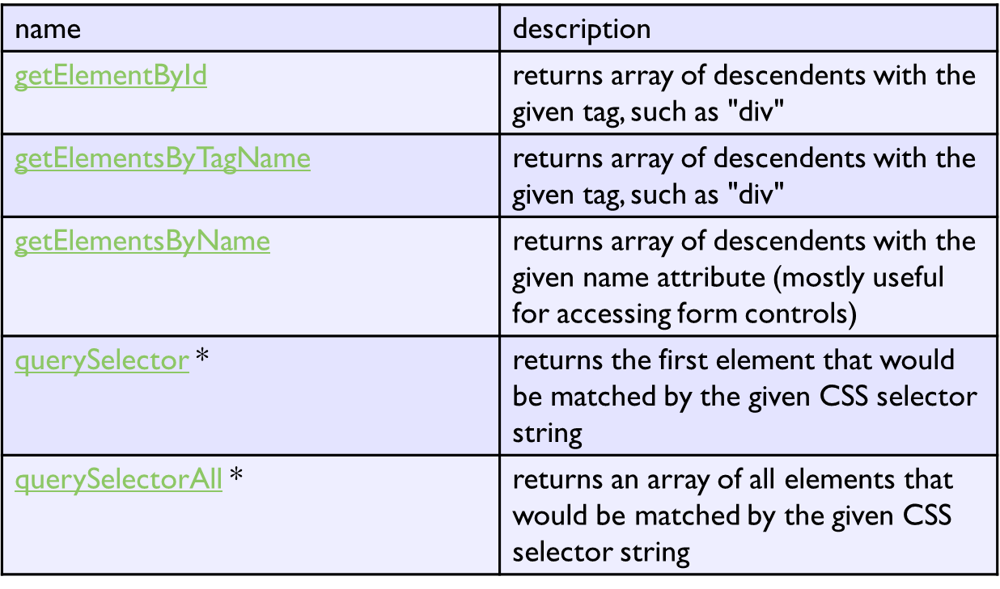 name
description
getElementById
returns array of descendents with the
given tag, such as "div"
getElementsByTagName
returns array of descendents with the
given tag, such as "div"
getElementsByName
returns array of descendents with the
given name attribute (mostly useful
for accessing form controls)
querySelector *
returns the first element that would
be matched by the given CSS selector
string
querySelectorAll *
returns an array of all elements that
would be matched by the given CSS
selector string